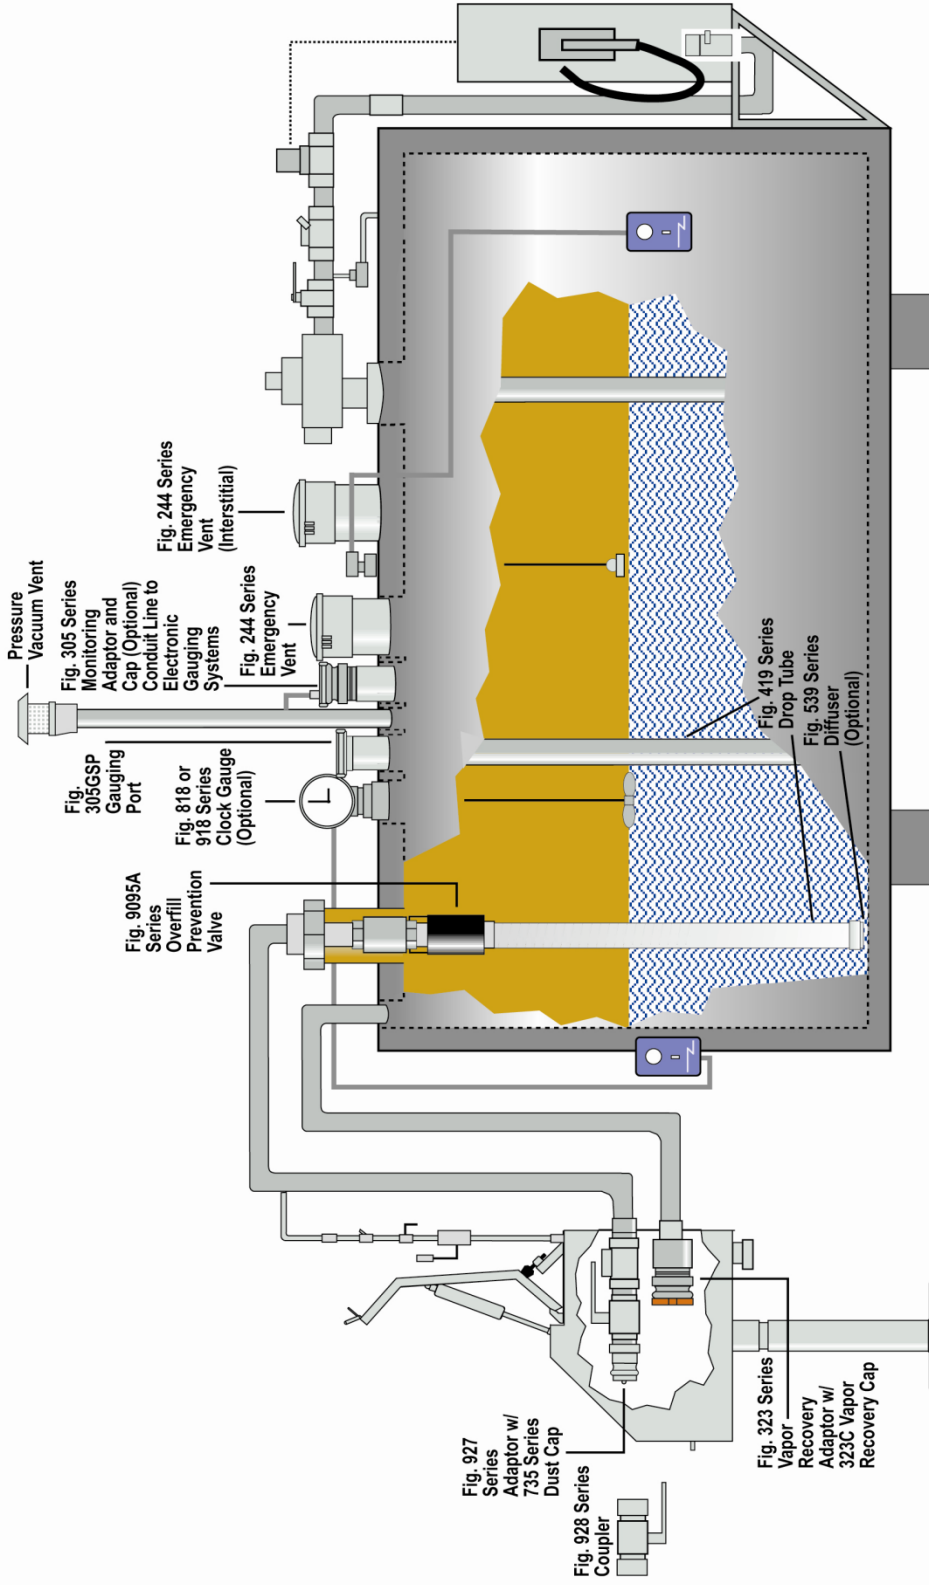 Pressure
Vacuum Vent
Fig. 305 Series
Monitoring
Adaptor and
Cap (Optional)
Conduit Line to
Electronic
Gauging
Systems
Fig. 244 Series
Emergency
Vent
(Interstitial)
Fig. 244 Series
Emergency
Vent
Fig.
305GSP
Gauging
Port
Fig. 818 or
918 Series
Clock Gauge
(Optional)
Fig. 9095A
Series
Overfill
Prevention
Valve
Fig. 419 Series
Drop Tube
Fig. 539 Series
Diffuser
(Optional)
Fig. 927
Series
Adaptor w/
735 Series
Dust Cap
Fig. 928 Series
Coupler
Fig. 323 Series
Vapor
Recovery
Adaptor w/
323C Vapor
Recovery Cap